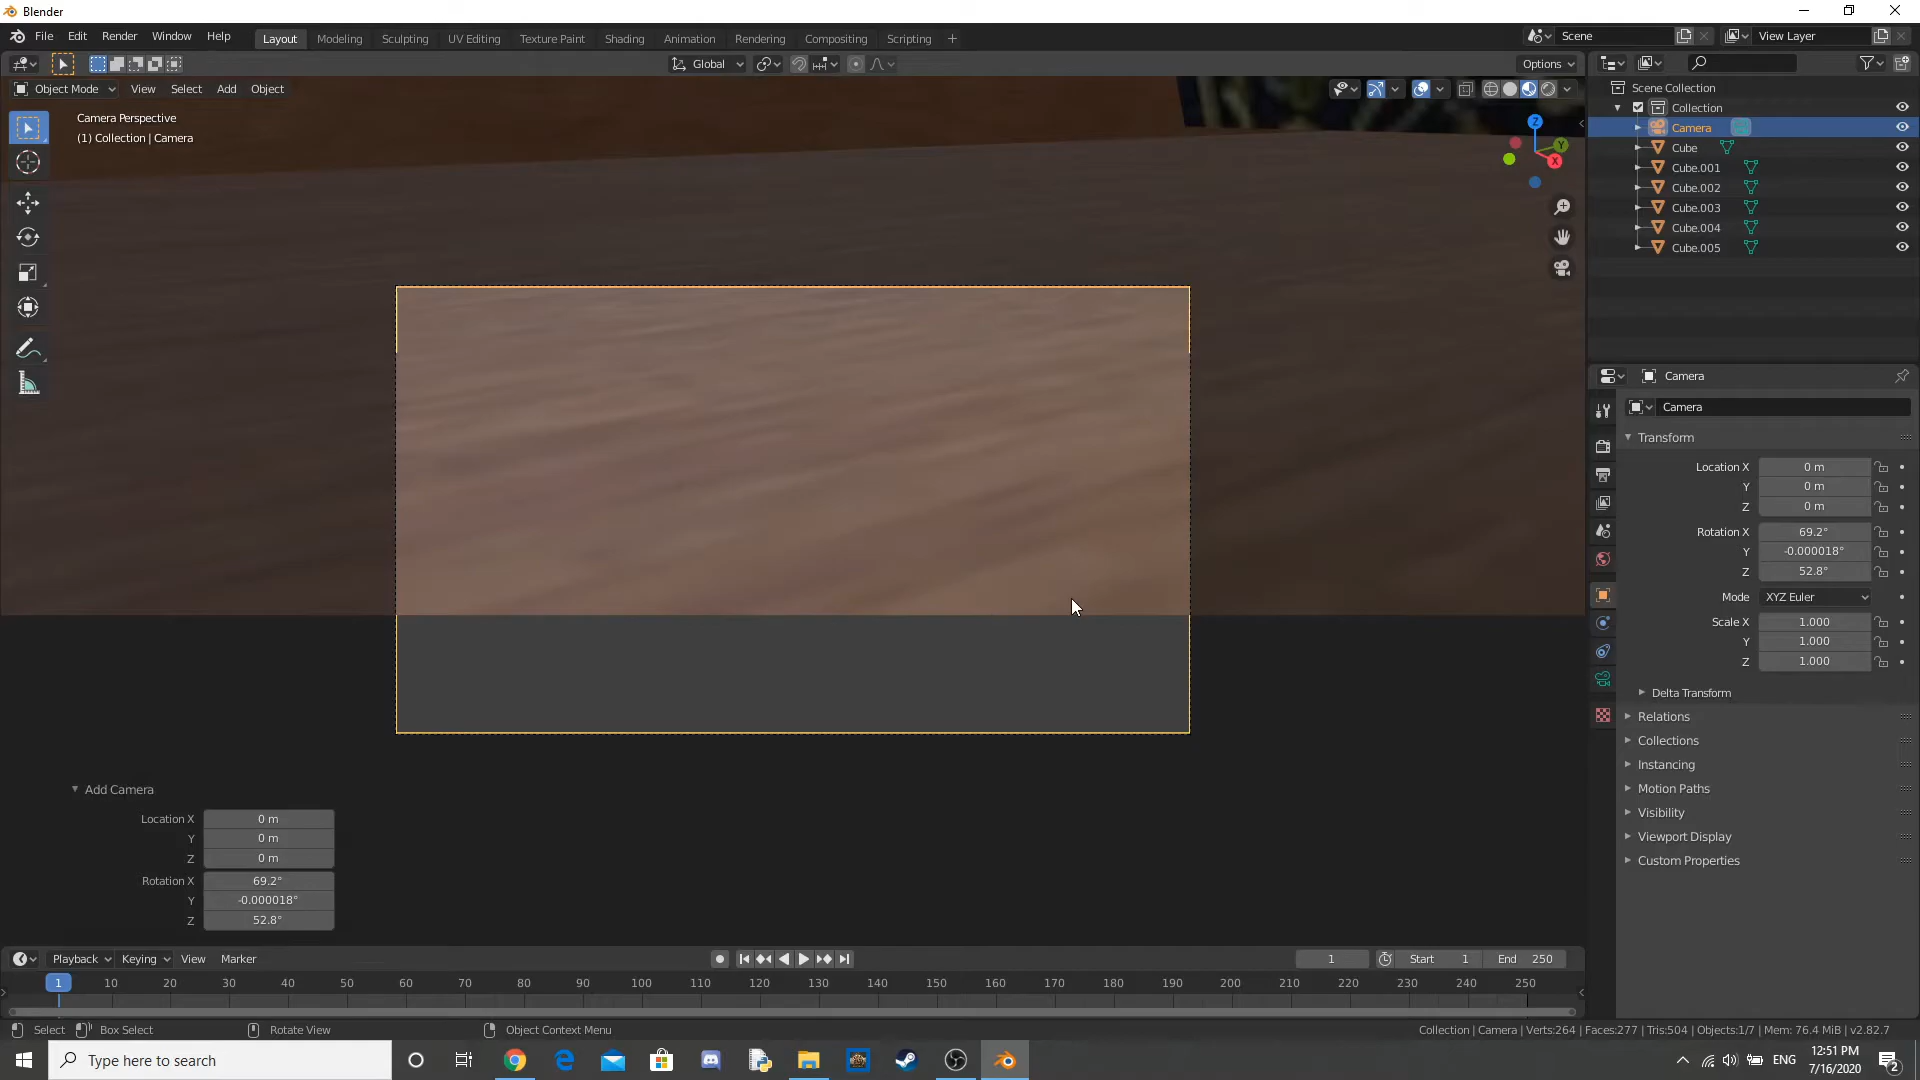 Blender
File Edit Render Window Help
Layout Modeling Sculpting UV Editing Texture Paint Shading Animation Rendering Compositing Scripting +
Scene
View Layer
Global
Options
Object Mode View Select Add Object
Camera Perspective
(1) Collection | Camera
Z
Y
X
Scene Collection
Collection
Camera
Cube
Cube.001
Cube.002
Cube.003
Cube.004
Cube.005
Camera
Camera
Transform
Location X 0 m
Y 0 m
Z 0 m
Rotation X 69.2°
Y -0.000018°
Z 52.8°
Mode XYZ Euler
Scale X 1.000
Y 1.000
Z 1.000
Delta Transform
Relations
Collections
Instancing
Motion Paths
Visibility
Viewport Display
Custom Properties
Add Camera
Location X 0 m
Y 0 m
Z 0 m
Rotation X 69.2°
Y -0.000018°
Z 52.8°
Playback Keying View Marker
1 Start 1 End 250
1 10 20 30 40 50 60 70 80 90 100 110 120 130 140 150 160 170 180 190 200 210 220 230 240 250
Select Box Select Rotate View Object Context Menu
Collection | Camera | Verts:264 | Faces:277 | Tris:504 | Objects:1/7 | Mem: 76.4 MiB | v2.82.7
Type here to search
ENG
12:51 PM
7/16/2020
2